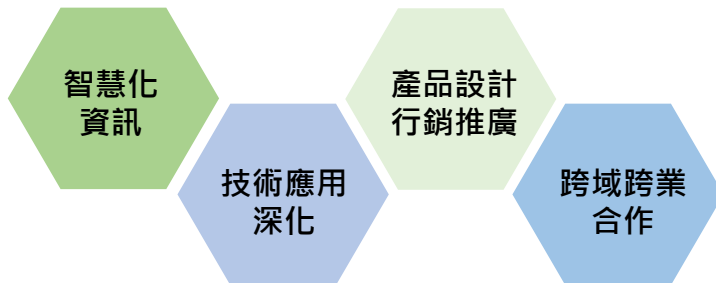 智慧化
資訊
技術應用
深化
產品設計
行銷推廣
跨域跨業
合作